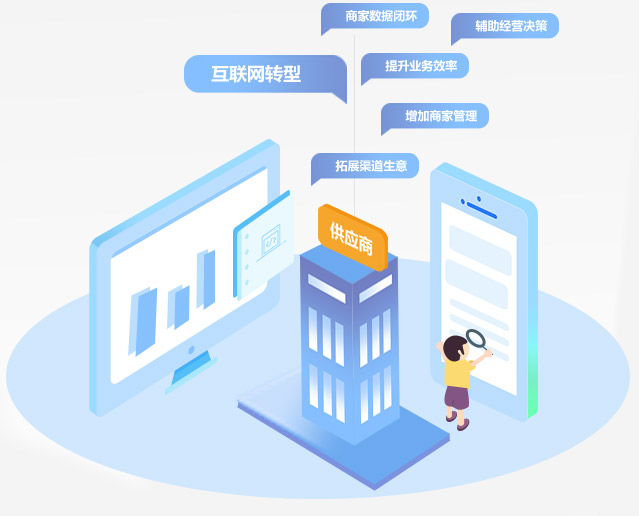 商家数据闭环
辅助经营决策
互联网转型
提升业务效率
增加商家管理
拓展渠道生意
供应商